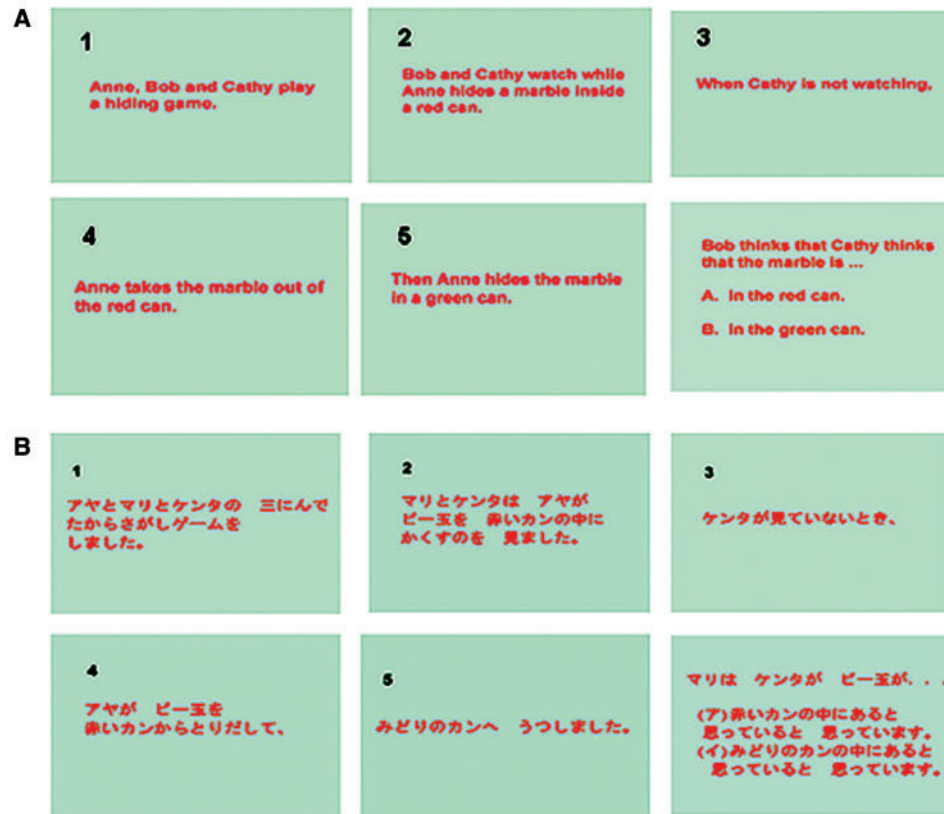 A
1
Anne, Bob and Cathy play
a hiding game.
2
Bob and Cathy watch while
Anne hides a marble inside
a red can.
3
When Cathy is not watching,
4
Anne takes the marble out of
the red can.
5
Then Anne hides the marble
in a green can.
Bob thinks that Cathy thinks
that the marble is ...
A. In the red can.
B. In the green can.
B
1
アヤとマリとケンタの 三にんで
たからさがしゲームを
しました。
2
マリとケンタは アヤが
ビー玉を 赤いカンの中に
かくすのを 見ました。
3
ケンタが見ていないとき、
4
アヤが ビー玉を
赤いカンからとりだして、
5
みどりのカンへ うつしました。
マリは ケンタが ビー玉が. . .
(ア)赤いカンの中にあると
思っていると 思っています。
(イ)みどりのカンの中にあると
思っていると 思っています。